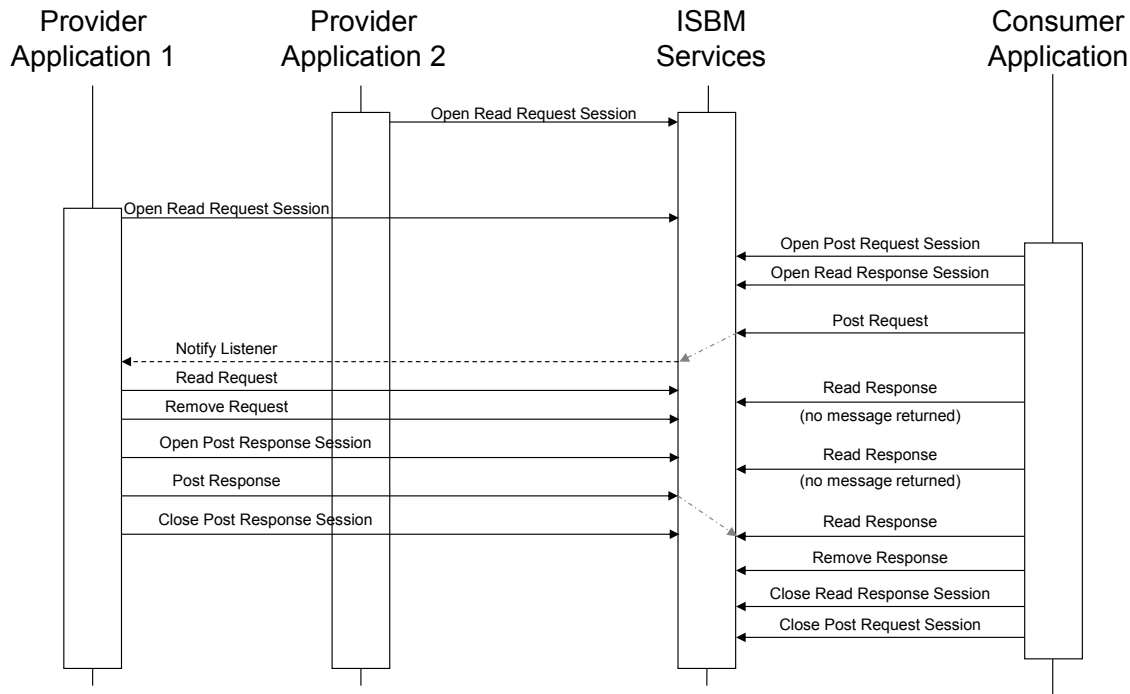 Provider
Application 1
Provider
Application 2
ISBM
Services
Consumer
Application
Open Read Request Session
Open Read Request Session
Open Post Request Session
Open Read Response Session
Post Request
Notify Listener
Read Request
Read Response
(no message returned)
Remove Request
Open Post Response Session
Read Response
(no message returned)
Post Response
Close Post Response Session
Read Response
Remove Response
Close Read Response Session
Close Post Request Session